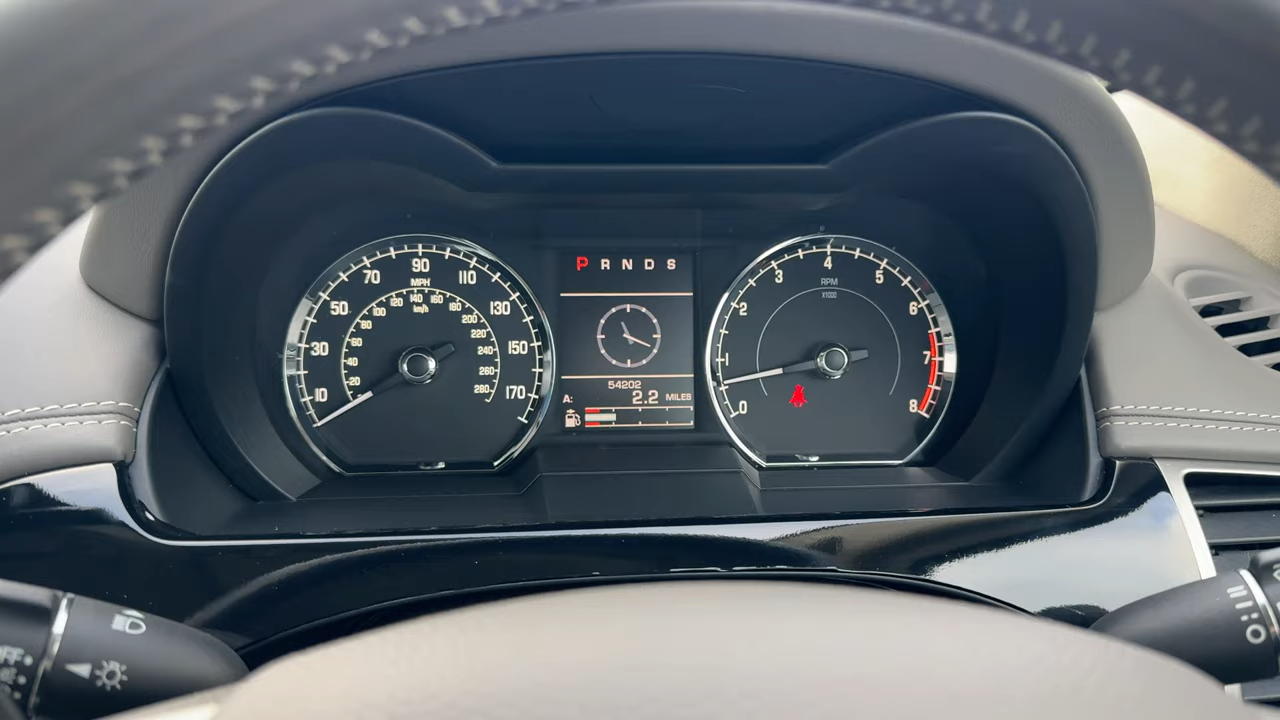 P R N D S
10 30 50 70 90 110 130 150 170
MPH
20 40 60 80 100 120 140 160 180 200 220 240 260 280
km/h
54202
A: 2.2 MILES
0 1 2 3 4 5 6 7 8
RPM
X1000
OFF